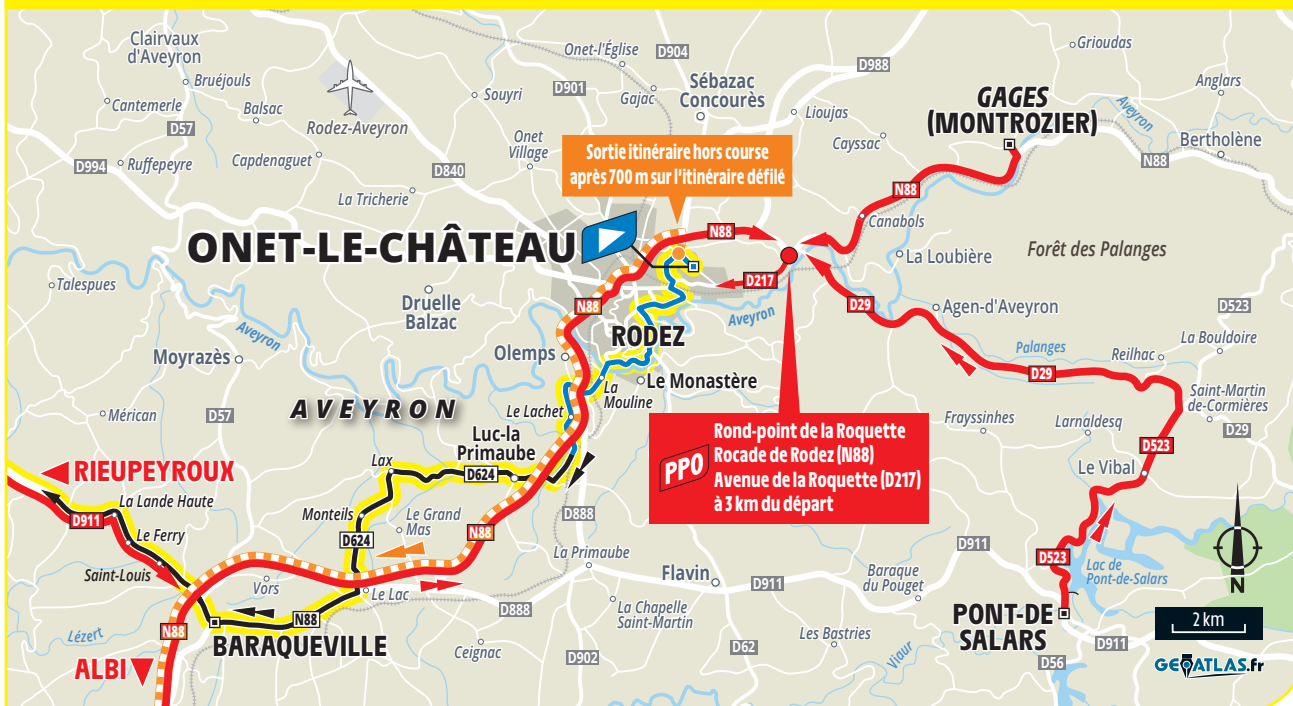 Clairvaux
d'Aveyron
Bruéjouls
Cantemerle
Balsac
D57
D994
Ruffepeyre
Capdenaguet
Rodez-Aveyron
La Tricherie
D840
Souyri
Onet-l'Église
D904
D901
Gajac
Sébazac
Concourès
Onet
Village
D988
Lioujas
Cayssac
Grioudas
Anglars
GAGES
(MONTROZIER)
Aveyron
Bertholène
N88
Sortie itinéraire hors course
après 700 m sur l'itinéraire défilé
N88
Canabols
ONET-LE-CHÂTEAU
N88
La Loubière
Forêt des Palanges
D217
Talespues
Druelle
Balzac
N88
Aveyron
D29
Agen-d'Aveyron
D523
Aveyron
RODEZ
Moyrazès
Olemps
Palanges
Reilhac
La Bouldoire
La
Mouline
Le Monastère
D29
Saint-Martin
de-Cormières
D29
AVEYRON
Mérican
D57
Le Lachet
Luc-la
Primaube
Rond-point de la Roquette
PPO
Rocade de Rodez (N88)
Avenue de la Roquette (D217)
à 3 km du départ
Frayssinhes
Larnaldesq
D523
Le Vibal
RIEUPEYROUX
Lax
D624
La Lande Haute
D911
Le Ferry
Monteils
Le Grand
Mas
D624
N88
D888
Saint-Louis
Vors
Le Lac
La Primaube
Flavin
D911
D911
Baraque
du Pouget
D523
Lac de
Pont-de-Salars
N
N88
N88
D888
La Chapelle
Saint-Martin
Lézert
BARAQUEVILLE
Ceignac
D902
D62
Les Bastries
Viaur
PONT-DE
SALARS
D56
D911
2 km
ALBI
GEOATLAS.fr